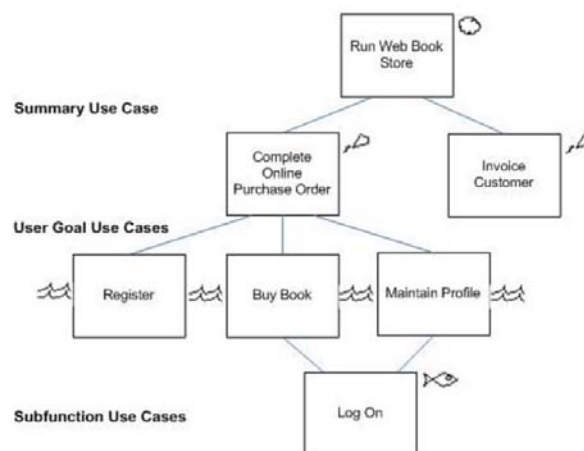 Run Web Book
Store
Summary Use Case
Complete
Online
Purchase Order
Invoice
Customer
User Goal Use Cases
Register
Buy Book
Maintain Profile
Log On
Subfunction Use Cases